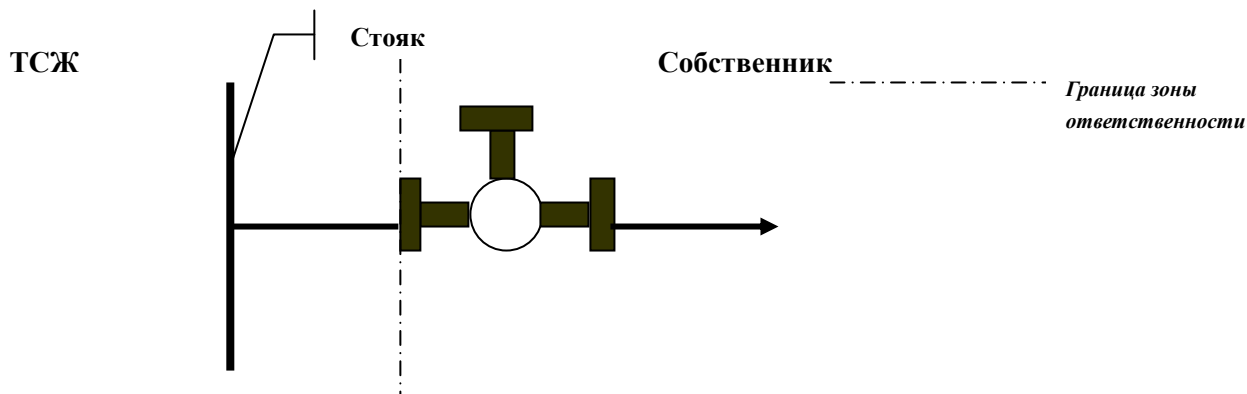 Стояк
ТСЖ
Собственник
Граница зоны
ответственности